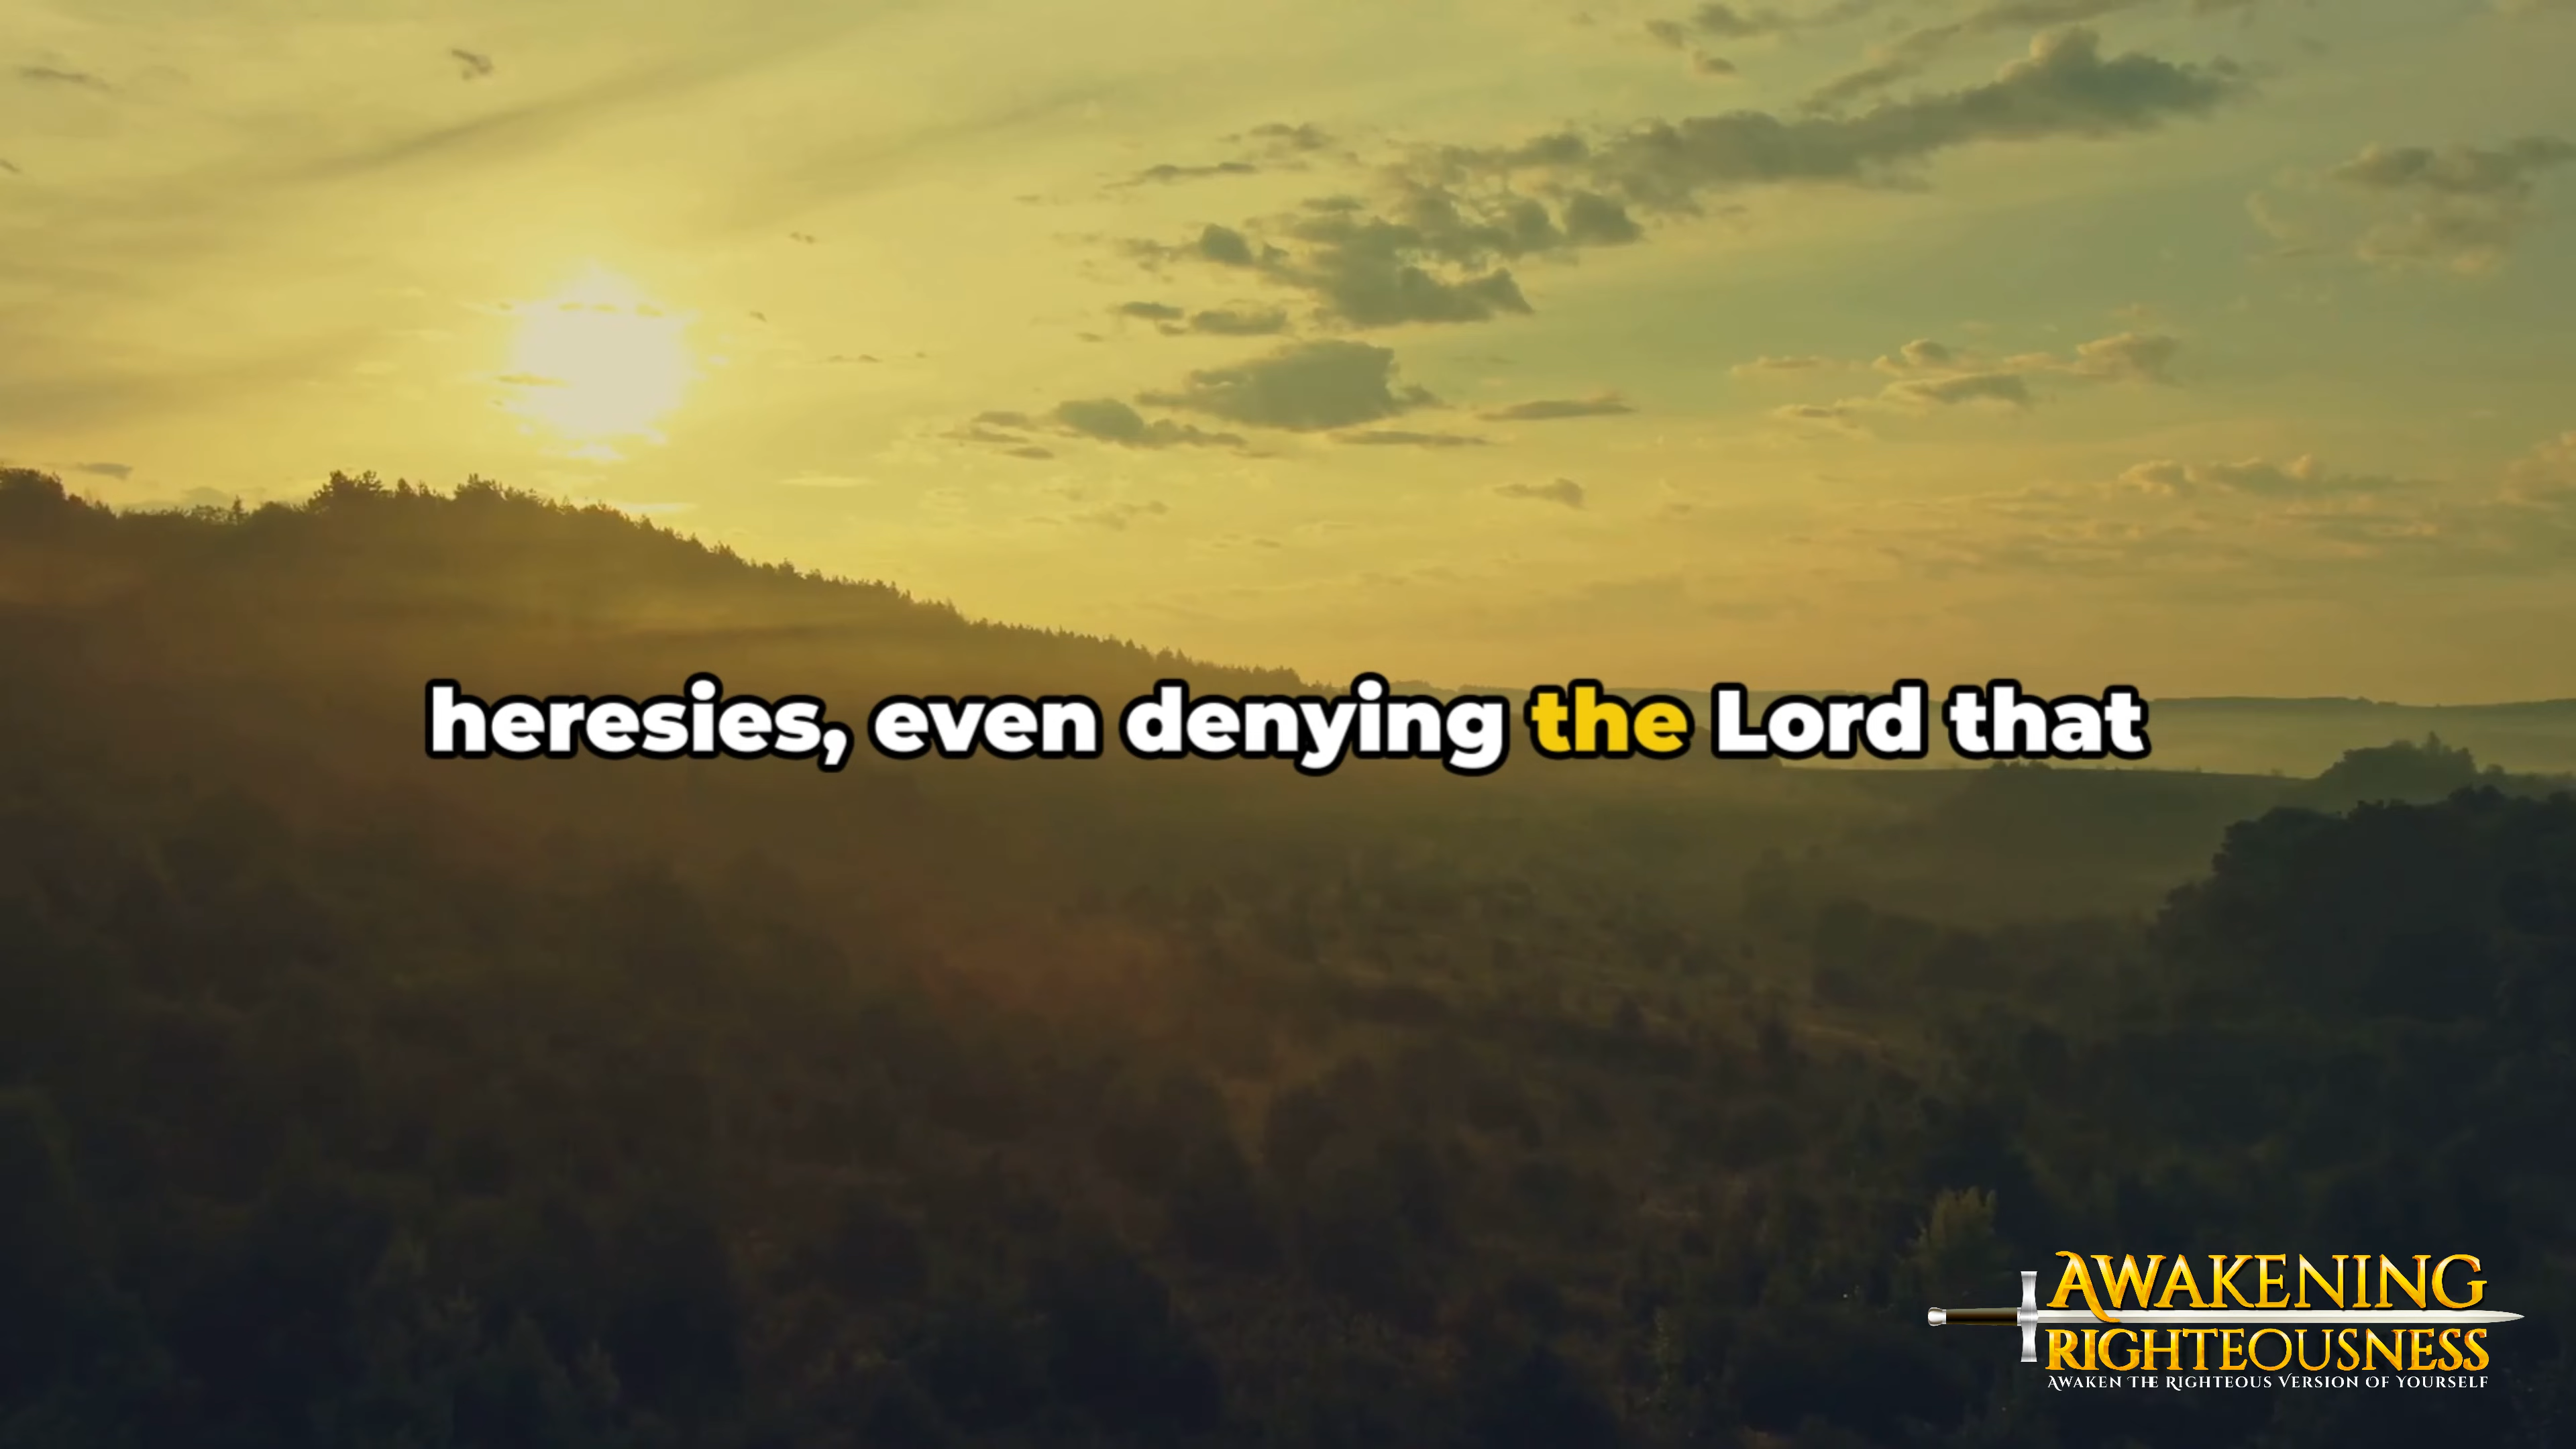 heresies, even denying the Lord that
AWAKENING
RIGHTEOUSNESS
AWAKEN THE RIGHTEOUS VERSION OF YOURSELF